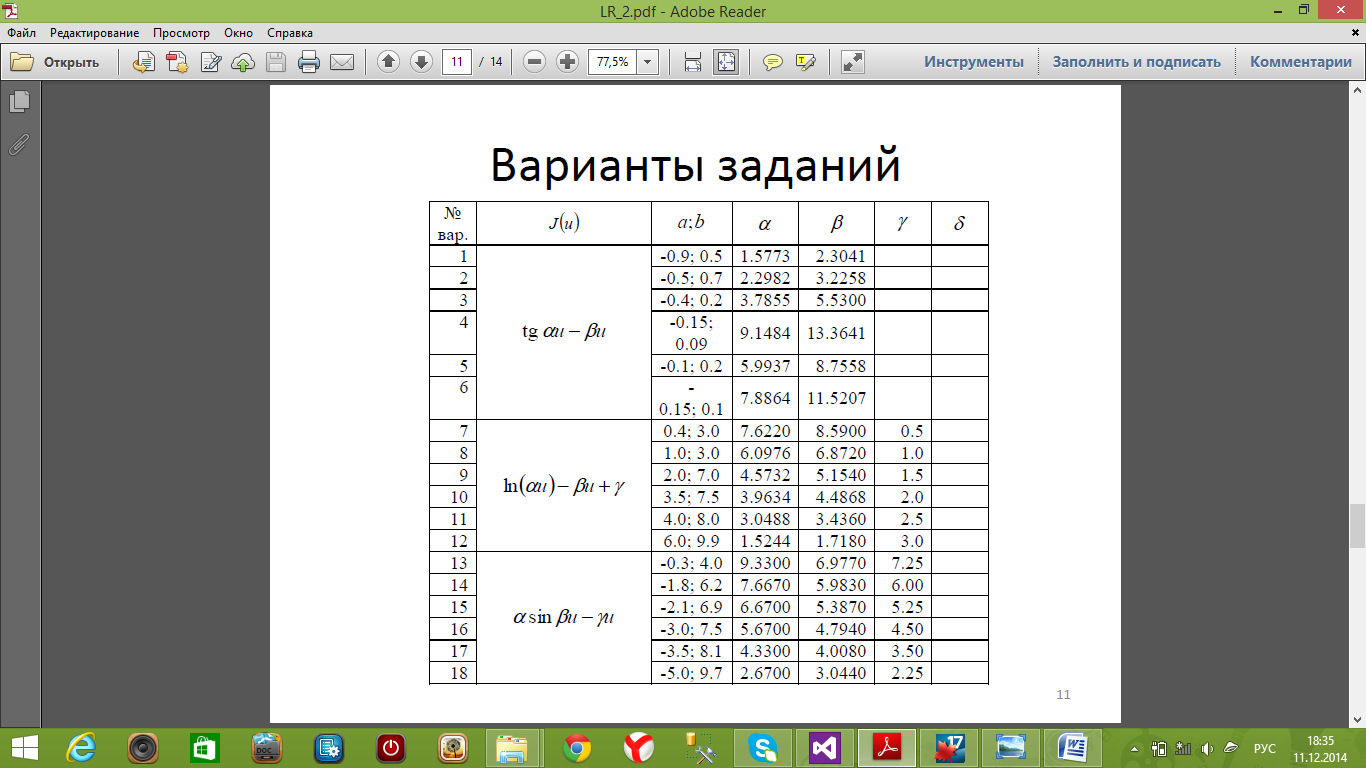 LR_2.pdf - Adobe Reader
Файл Редактирование Просмотр Окно Справка
Открыть 11 / 14 77,5% Инструменты Заполнить и подписать Комментарии
Варианты заданий
№ вар. J(u) a; b α β γ δ
1 tg αu − βu -0.9; 0.5 1.5773 2.3041
2 -0.5; 0.7 2.2982 3.2258
3 -0.4; 0.2 3.7855 5.5300
4 -0.15; 0.09 9.1484 13.3641
5 -0.1; 0.2 5.9937 8.7558
6 -0.15; 0.1 7.8864 11.5207
7 ln(αu) − βu + γ 0.4; 3.0 7.6220 8.5900 0.5
8 1.0; 3.0 6.0976 6.8720 1.0
9 2.0; 7.0 4.5732 5.1540 1.5
10 3.5; 7.5 3.9634 4.4868 2.0
11 4.0; 8.0 3.0488 3.4360 2.5
12 6.0; 9.9 1.5244 1.7180 3.0
13 α sin βu − γu -0.3; 4.0 9.3300 6.9770 7.25
14 -1.8; 6.2 7.6670 5.9830 6.00
15 -2.1; 6.9 6.6700 5.3870 5.25
16 -3.0; 7.5 5.6700 4.7940 4.50
17 -3.5; 8.1 4.3300 4.0080 3.50
18 -5.0; 9.7 2.6700 3.0440 2.25
11
DOC 17 РУС 18:35
11.12.2014